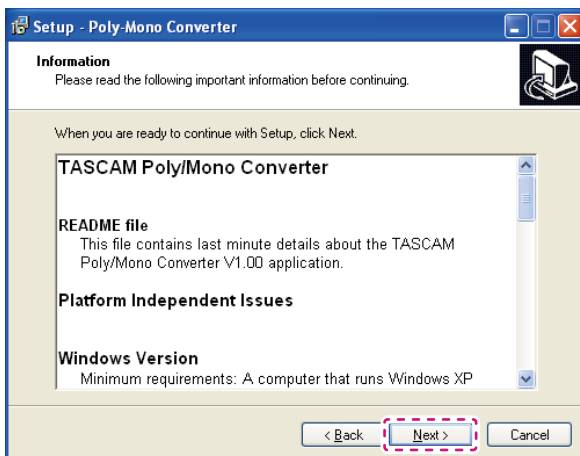 Setup - Poly-Mono Converter
Information
Please read the following important information before continuing.
When you are ready to continue with Setup, click Next.
TASCAM Poly/Mono Converter
README file
This file contains last minute details about the TASCAM
Poly/Mono Converter V1.00 application.
Platform Independent Issues
Windows Version
Minimum requirements: A computer that runs Windows XP
< Back Next > Cancel